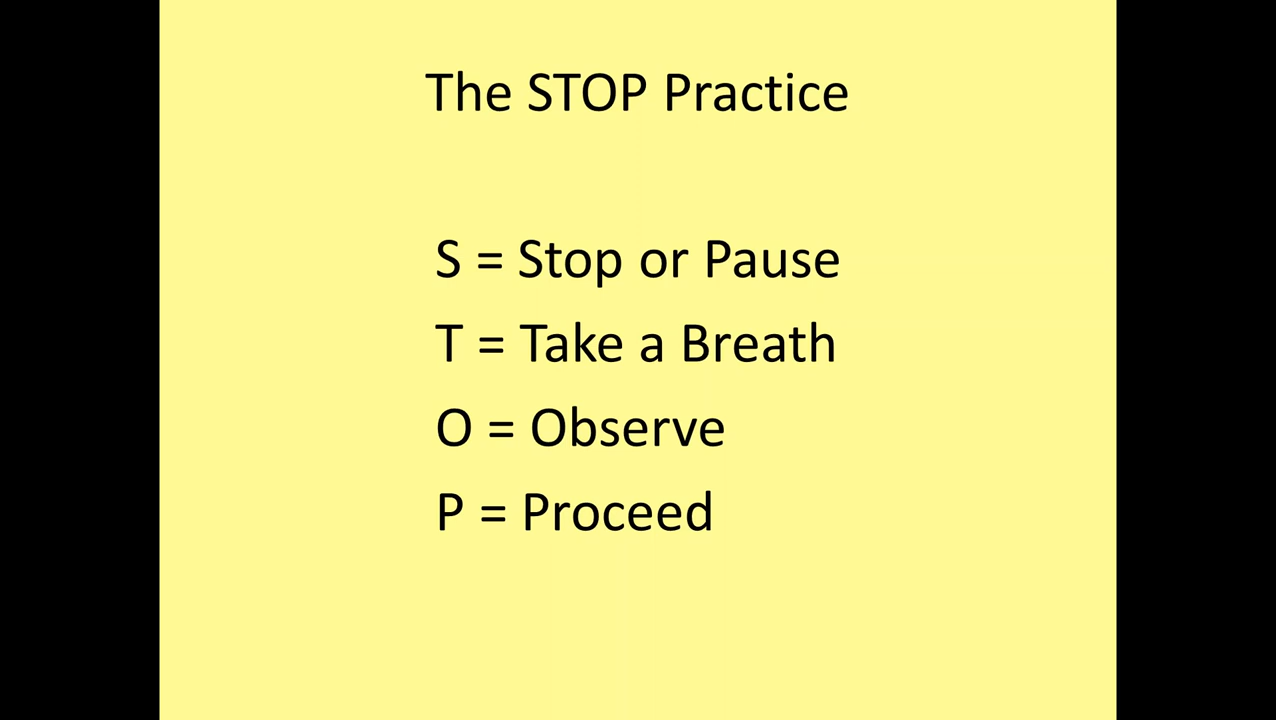 The STOP Practice
S = Stop or Pause
T = Take a Breath
O = Observe
P = Proceed